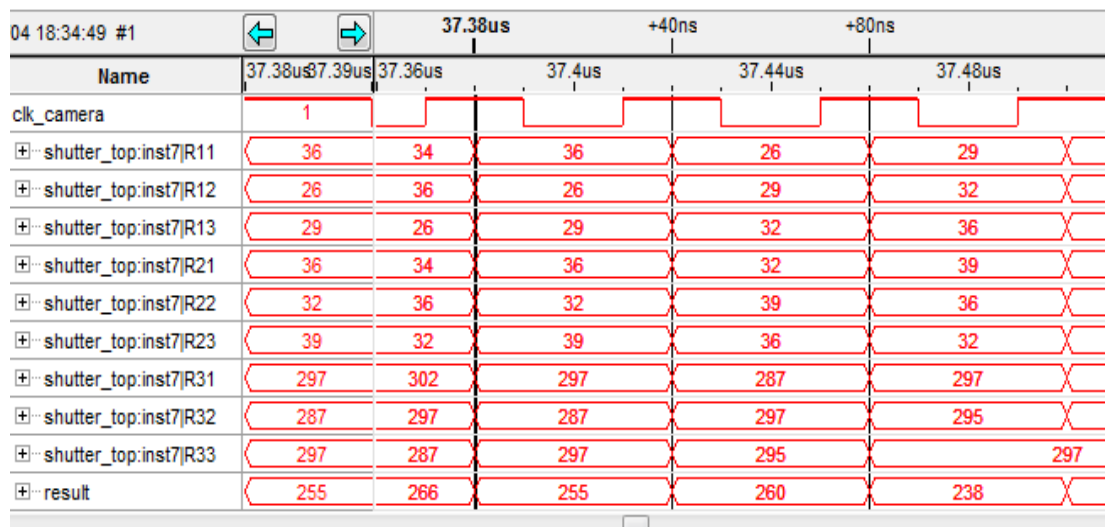 04 18:34:49 #1 37.38us +40ns +80ns
Name 37.38us 37.39us 37.36us 37.4us 37.44us 37.48us
clk_camera 1
shutter_top:inst7|R11 36 34 36 26 29
shutter_top:inst7|R12 26 36 26 29 32
shutter_top:inst7|R13 29 26 29 32 36
shutter_top:inst7|R21 36 34 36 32 39
shutter_top:inst7|R22 32 36 32 39 36
shutter_top:inst7|R23 39 32 39 36 32
shutter_top:inst7|R31 297 302 297 287 297
shutter_top:inst7|R32 287 297 287 297 295
shutter_top:inst7|R33 297 287 297 295 297
result 255 266 255 260 238